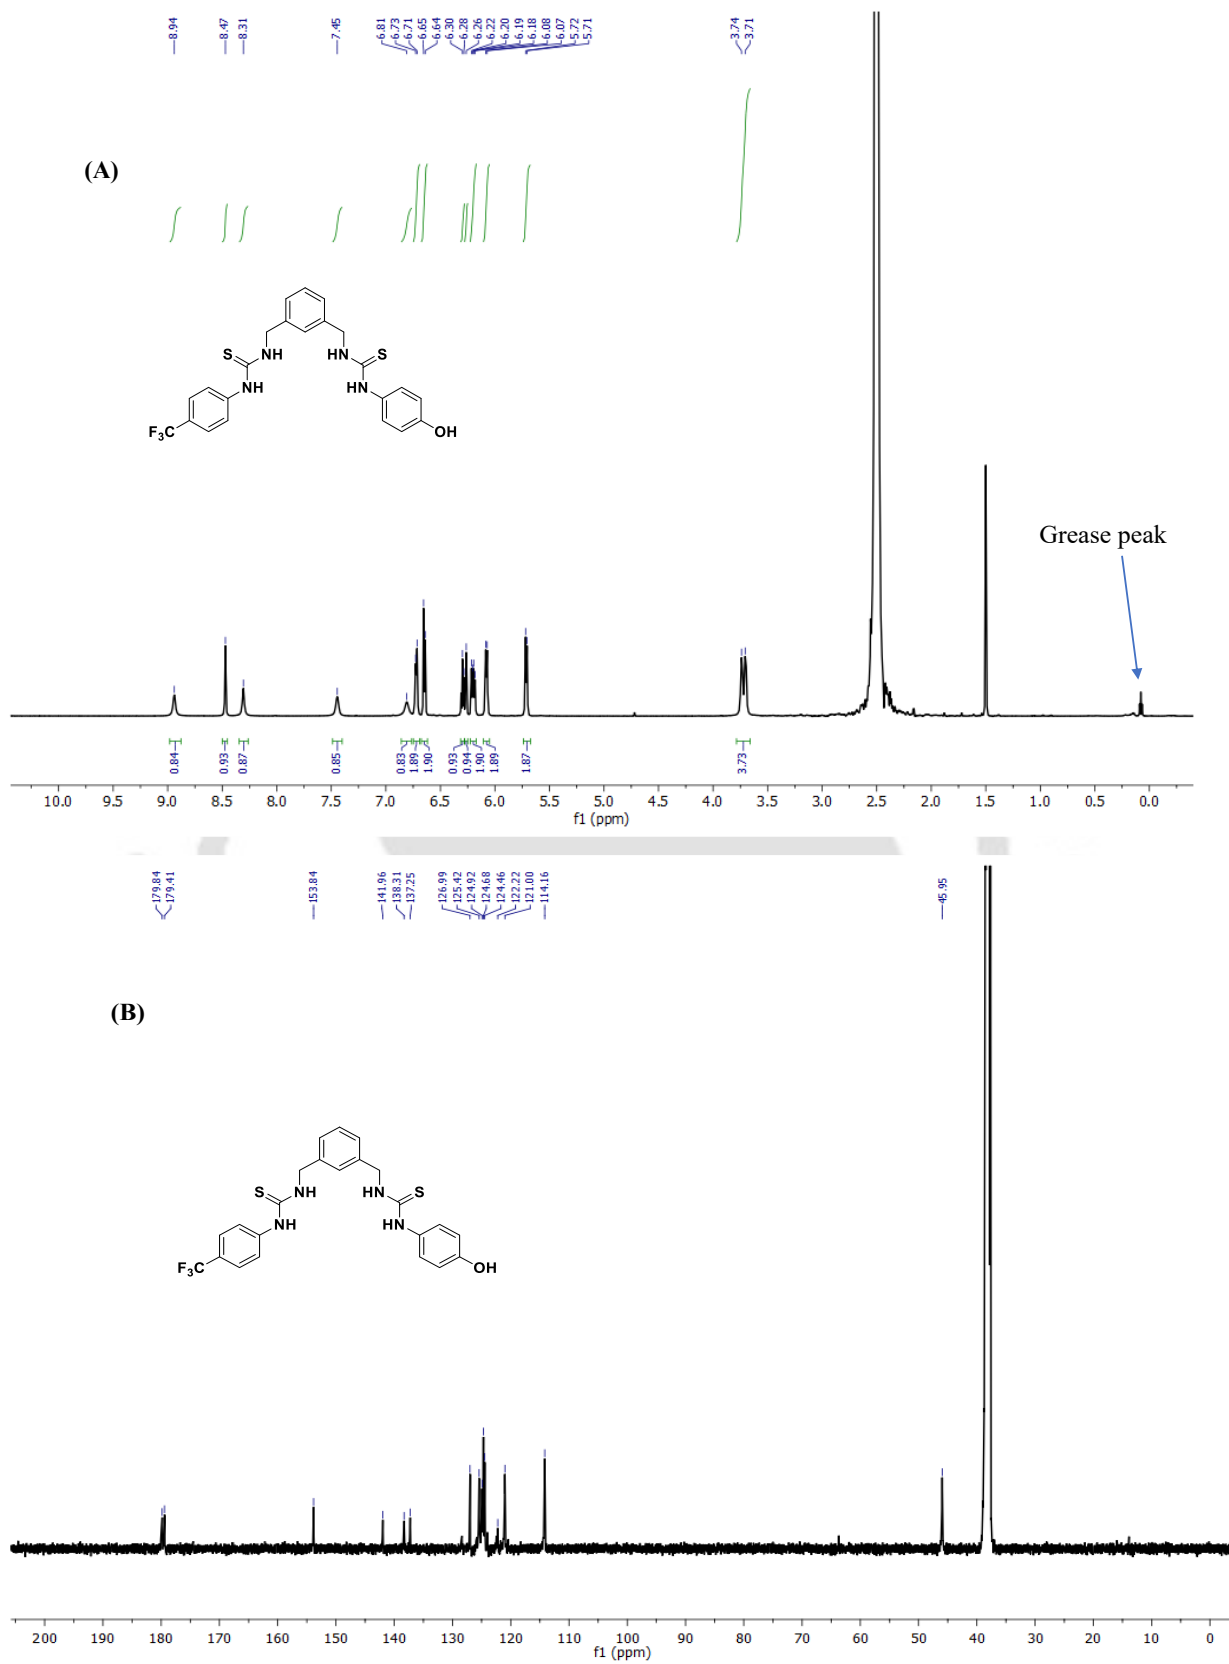 8.94 8.47 8.31 7.45 6.81 6.73 6.71 6.65 6.64 6.30 6.28 6.26 6.22 6.20 6.19 6.18 6.08 6.07 5.72 5.71 3.74 3.71
(A)
S NH HN S
NH HN
F3C OH
Grease peak
0.84 0.93 0.87 0.85 0.83 1.89 1.90 0.93 0.94 1.90 1.89 1.87 3.73
10.0 9.5 9.0 8.5 8.0 7.5 7.0 6.5 6.0 5.5 5.0 4.5 4.0 3.5 3.0 2.5 2.0 1.5 1.0 0.5 0.0
f1 (ppm)
179.84 179.41 153.84 141.96 138.31 137.25 126.99 125.42 124.92 124.68 124.46 122.22 121.00 114.16 45.95
(B)
S NH HN S
NH HN
F3C OH
200 190 180 170 160 150 140 130 120 110 100 90 80 70 60 50 40 30 20 10 0
f1 (ppm)